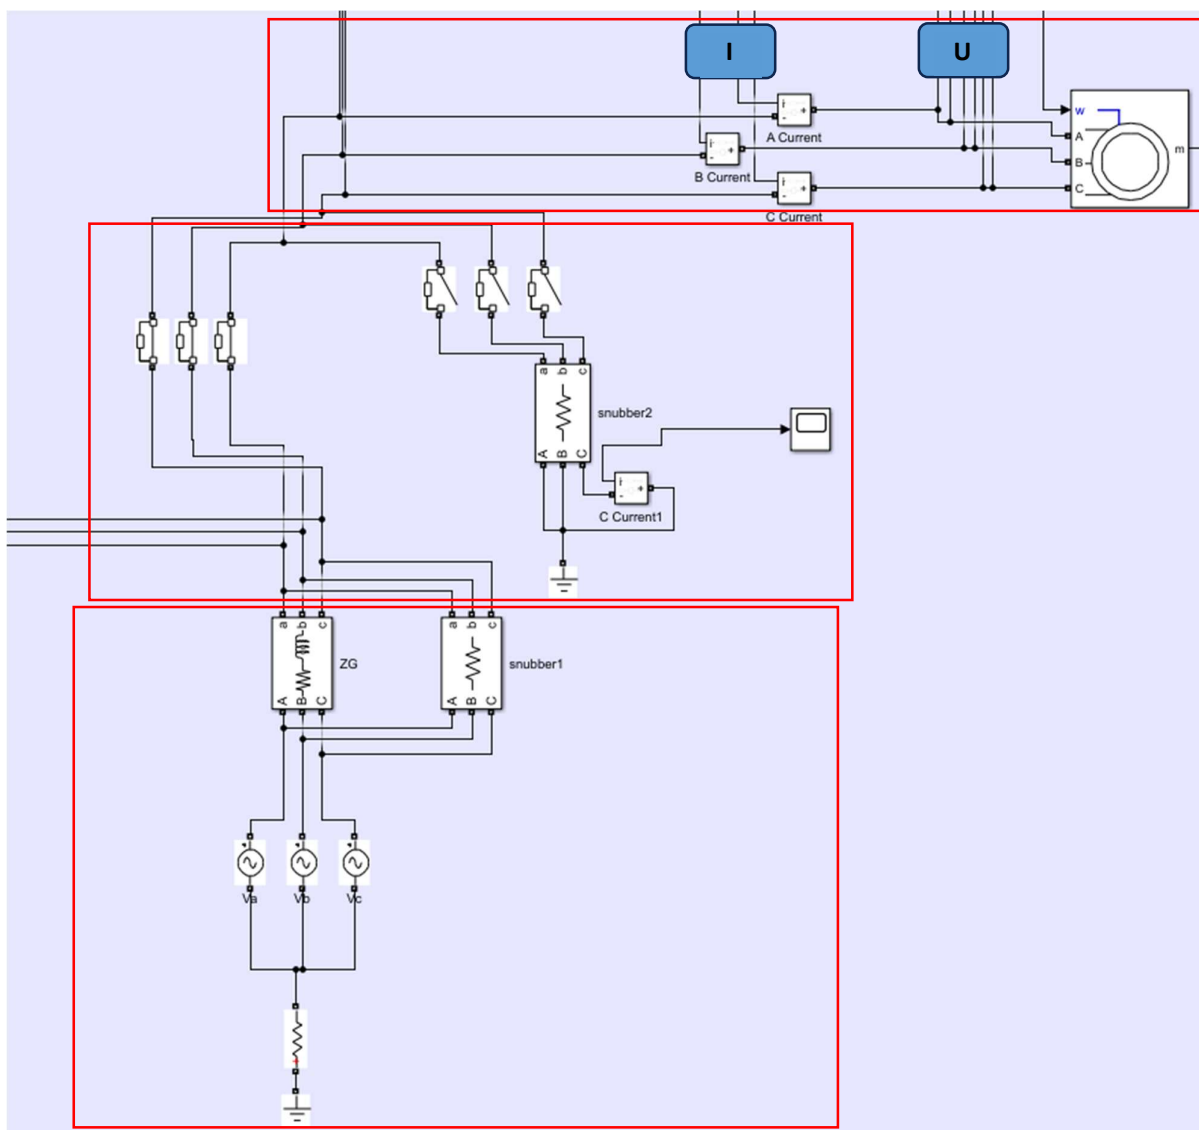 I
U
i
+
-
A Current
w
A
B
C
m
i
+
-
B Current
i
+
-
C Current
a b c
snubber2
A B C
i
+
-
C Current1
a b c
ZG
A B C
a b c
snubber1
A B C
Va
Vb
Vc
+